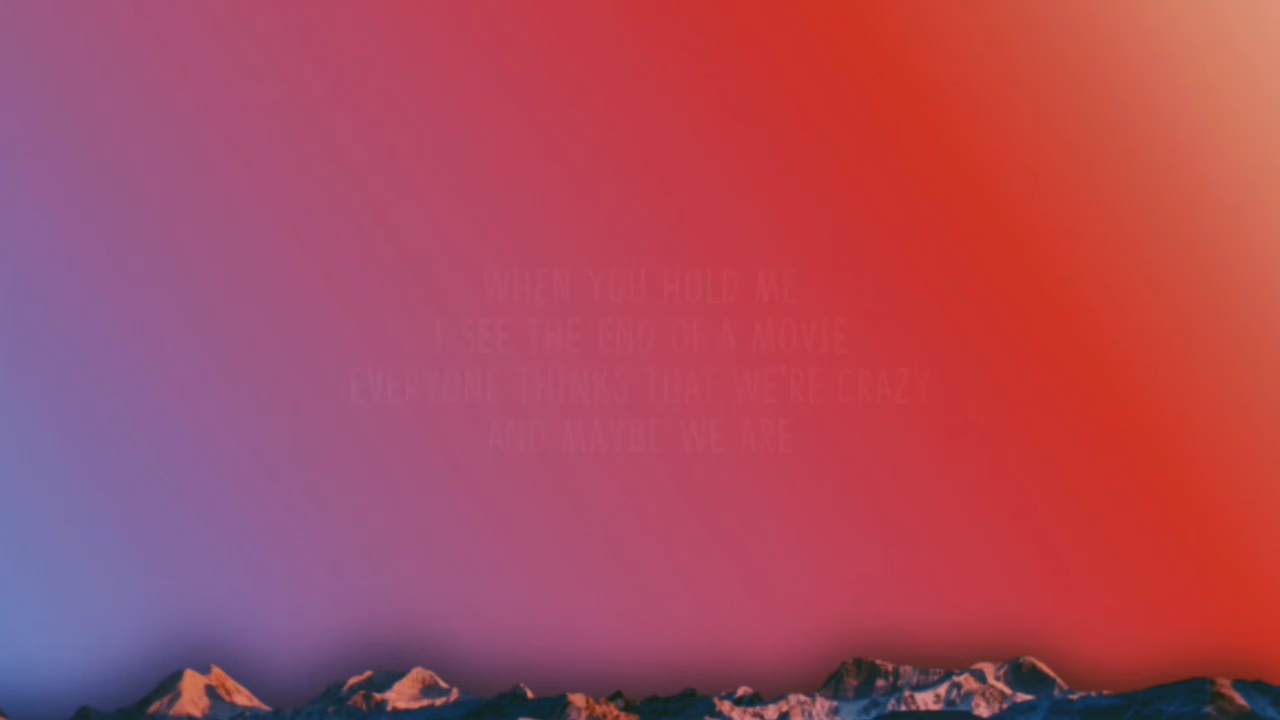 WHEN YOU HOLD ME
I SEE THE END OF A MOVIE
EVERYONE THINKS THAT WE'RE CRAZY
AND MAYBE WE ARE